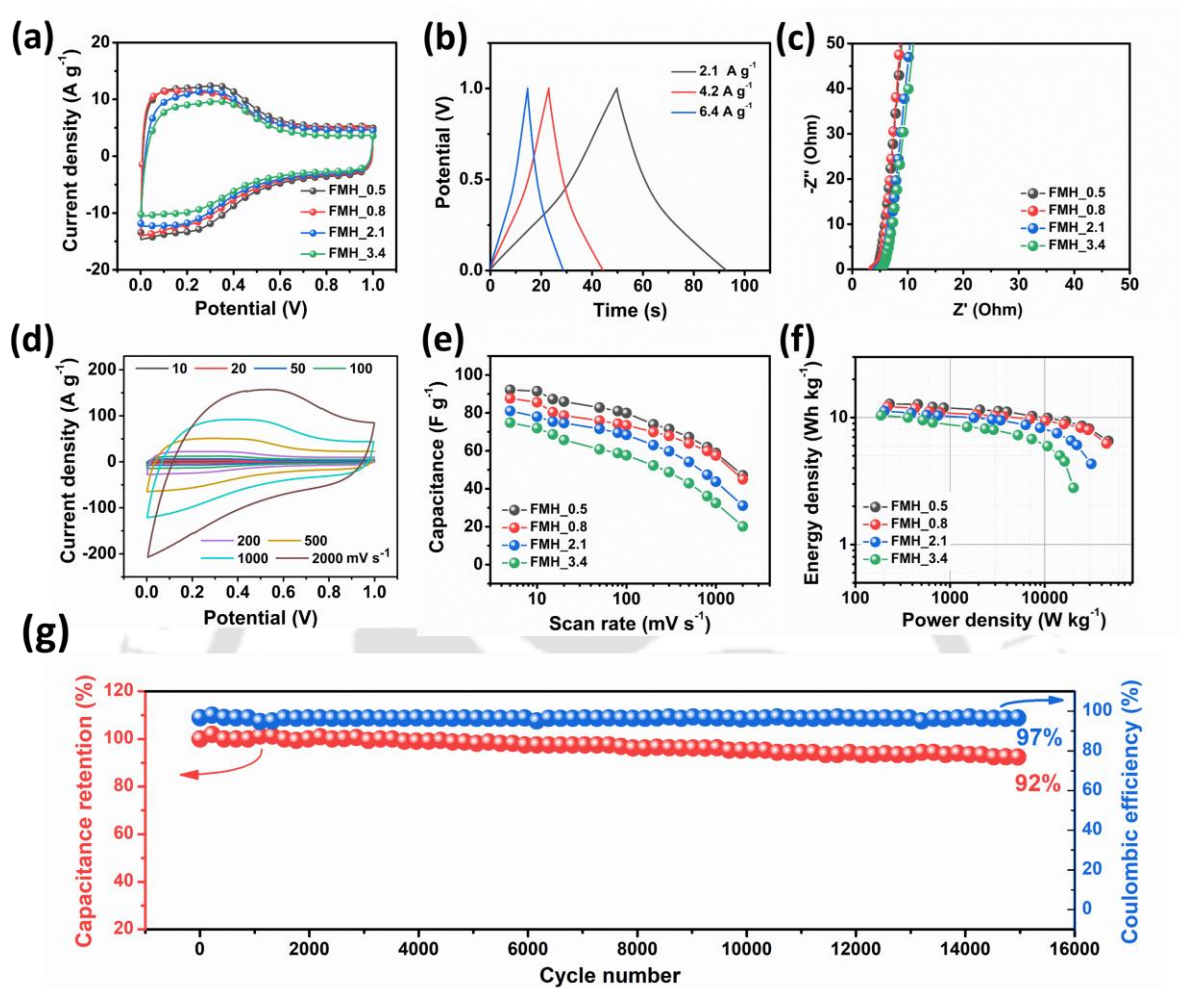 (a)
20
10
0
-10
-20
Current density (A g⁻¹)
FMH_0.5
FMH_0.8
FMH_2.1
FMH_3.4
0.0 0.2 0.4 0.6 0.8 1.0
Potential (V)
(b)
1.0
0.5
0.0
Potential (V)
2.1 A g⁻¹
4.2 A g⁻¹
6.4 A g⁻¹
0 20 40 60 80 100
Time (s)
(c)
50
40
30
20
10
0
-Z'' (Ohm)
FMH_0.5
FMH_0.8
FMH_2.1
FMH_3.4
0 10 20 30 40 50
Z' (Ohm)
(d)
200
100
0
-100
-200
Current density (A g⁻¹)
10 20 50 100
200 500
1000 2000 mV s⁻¹
0.0 0.2 0.4 0.6 0.8 1.0
Potential (V)
(e)
100
80
60
40
20
0
Capacitance (F g⁻¹)
FMH_0.5
FMH_0.8
FMH_2.1
FMH_3.4
10 100 1000
Scan rate (mV s⁻¹)
(f)
10
1
Energy density (Wh kg⁻¹)
FMH_0.5
FMH_0.8
FMH_2.1
FMH_3.4
100 1000 10000
Power density (W kg⁻¹)
(g)
120
100
80
60
40
20
Capacitance retention (%)
97%
92%
100
80
60
40
20
0
Coulombic efficiency (%)
0 2000 4000 6000 8000 10000 12000 14000 16000
Cycle number